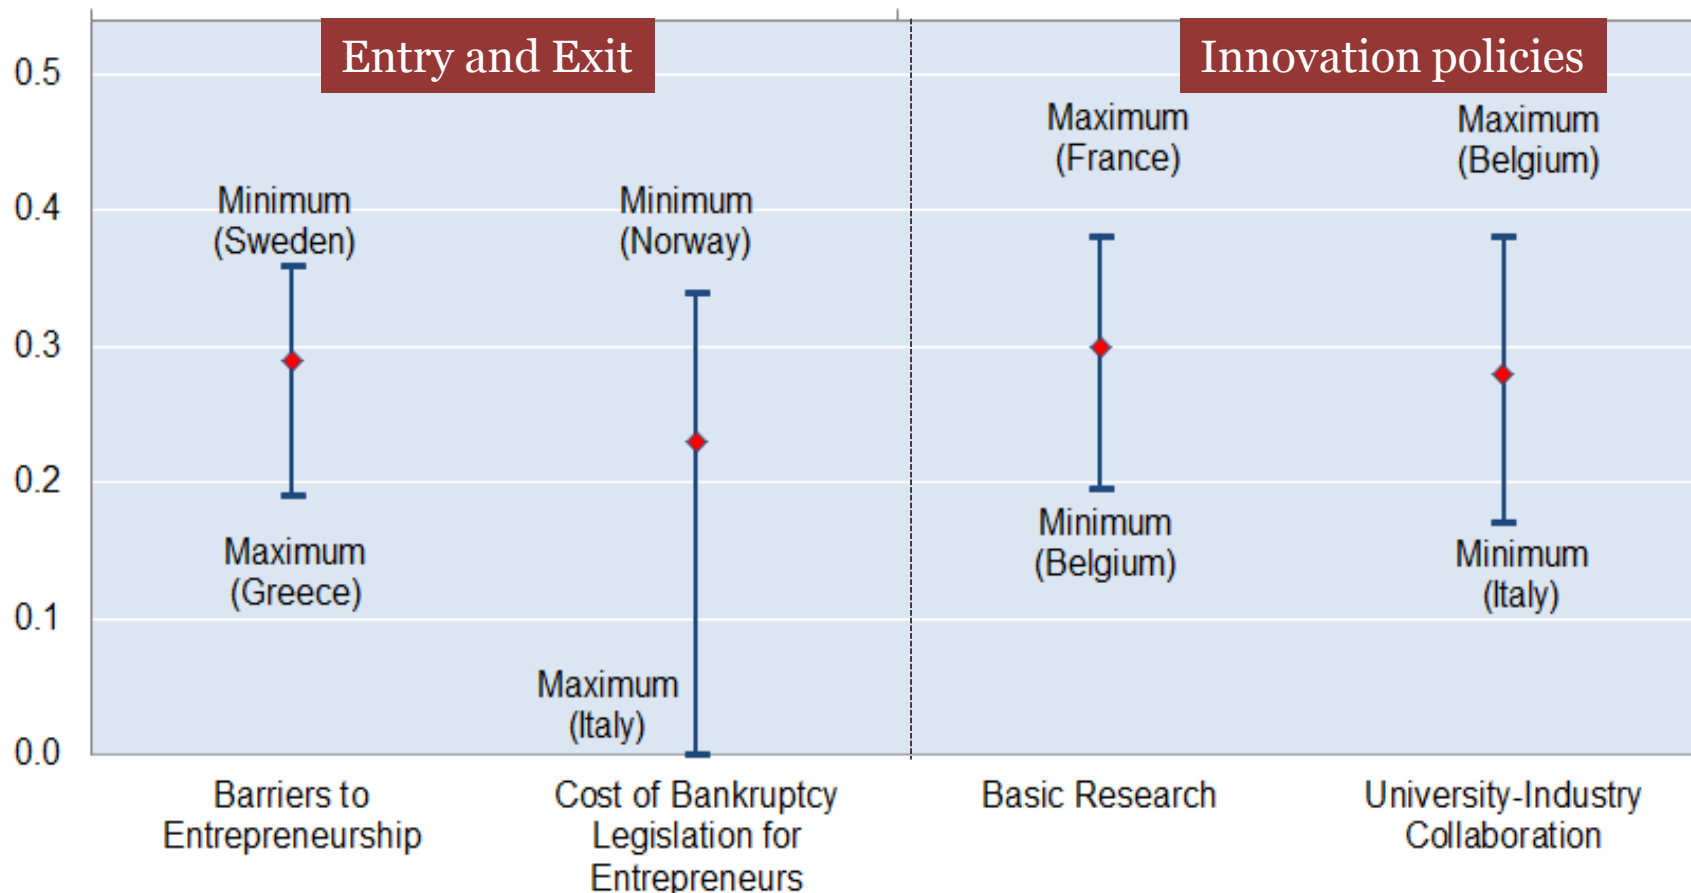 Entry and Exit
Innovation policies
0.5
0.4
0.3
0.2
0.1
0.0
Minimum
(Sweden)
Maximum
(Greece)
Minimum
(Norway)
Maximum
(Italy)
Maximum
(France)
Minimum
(Belgium)
Maximum
(Belgium)
Minimum
(Italy)
Barriers to
Entrepreneurship
Cost of Bankruptcy
Legislation for
Entrepreneurs
Basic Research
University-Industry
Collaboration